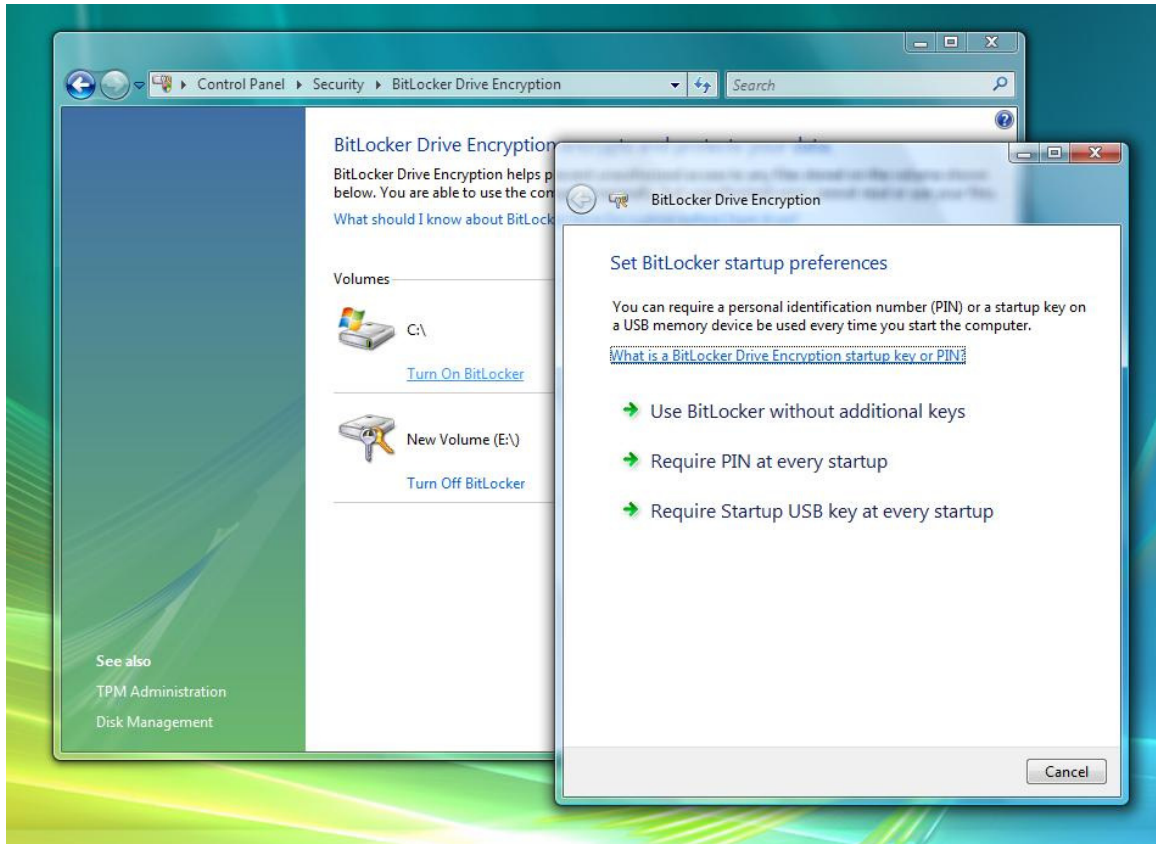 Control Panel ▸ Security ▸ BitLocker Drive Encryption
Search
BitLocker Drive Encryption
BitLocker Drive Encryption helps
below. You are able to use the
What should I know about
Volumes
C:\
Turn On BitLocker
New Volume (E:\)
Turn Off BitLocker
See also
TPM Administration
Disk Management
BitLocker Drive Encryption
Set BitLocker startup preferences
You can require a personal identification number (PIN) or a startup key on
a USB memory device be used every time you start the computer.
What is a BitLocker Drive Encryption startup key or PIN?
Use BitLocker without additional keys
Require PIN at every startup
Require Startup USB key at every startup
Cancel